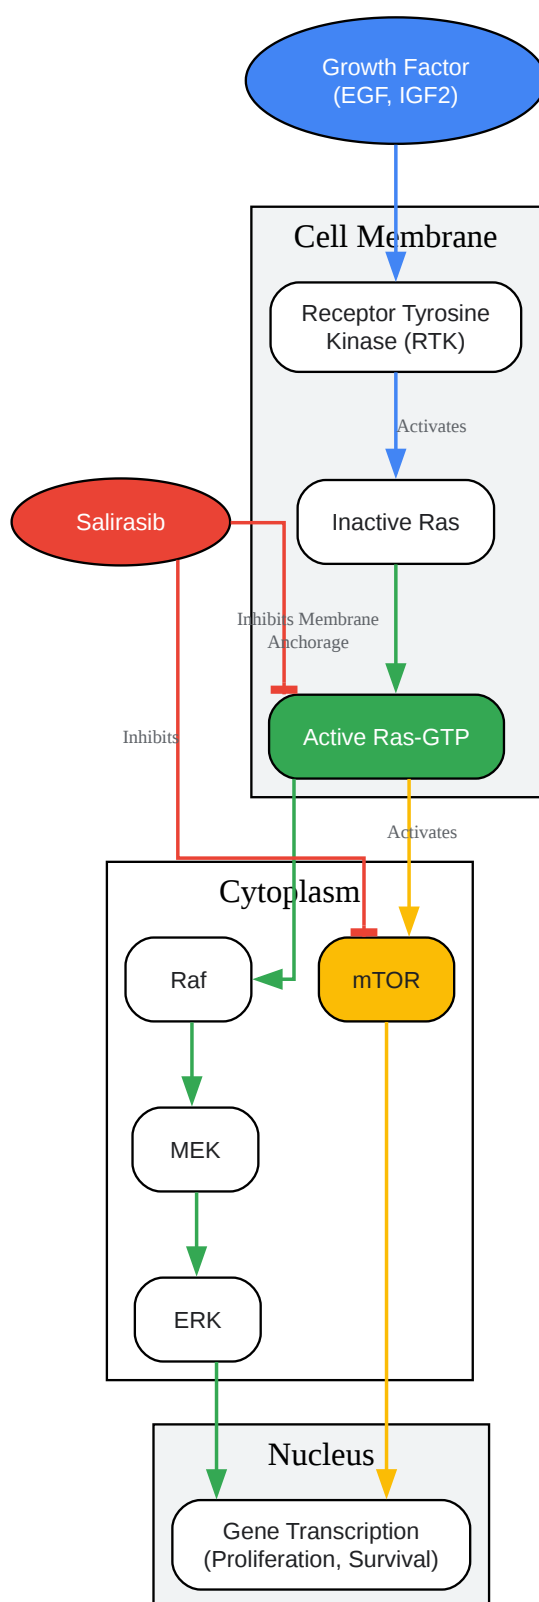 Growth Factor
(EGF, IGF2)
Cell Membrane
Receptor Tyrosine
Kinase (RTK)
Activates
Salirasib
Inactive Ras
Inhibits Membrane
Anchorage
Inhibits
Active Ras-GTP
Activates
Cytoplasm
Raf
mTOR
MEK
ERK
Nucleus
Gene Transcription
(Proliferation, Survival)